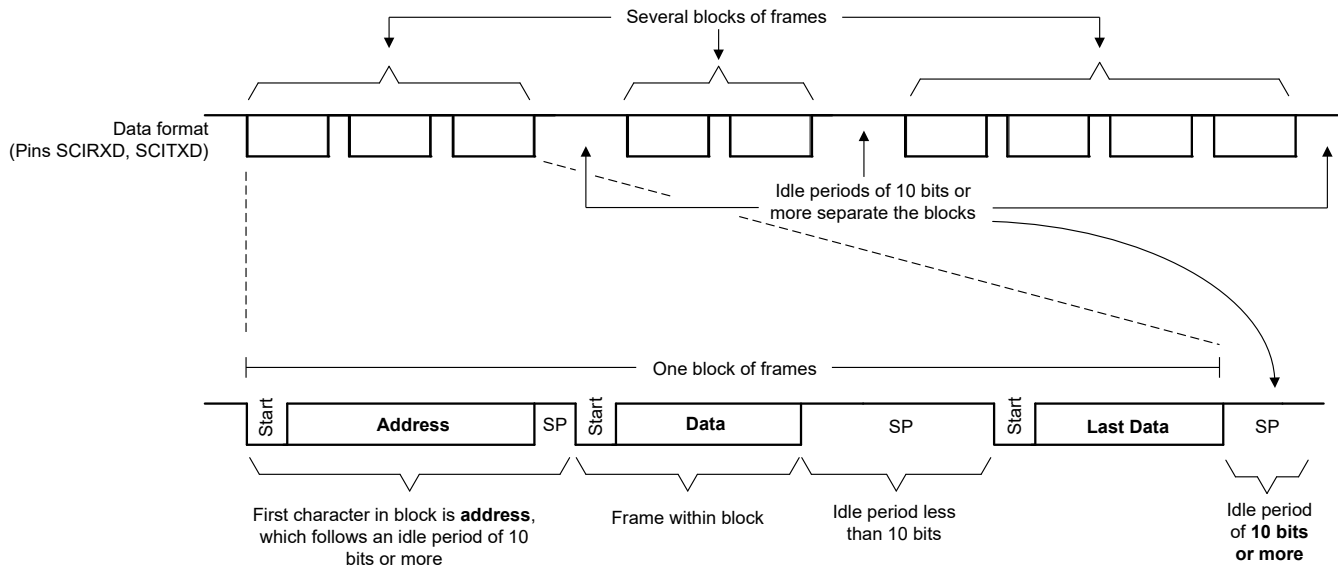 Several blocks of frames
Data format
(Pins SCIRXD, SCITXD)
Idle periods of 10 bits or
more separate the blocks
One block of frames
Start
Address
SP
Start
Data
SP
Start
Last Data
SP
First character in block is address,
which follows an idle period of 10
bits or more
Frame within block
Idle period less
than 10 bits
Idle period
of 10 bits
or more